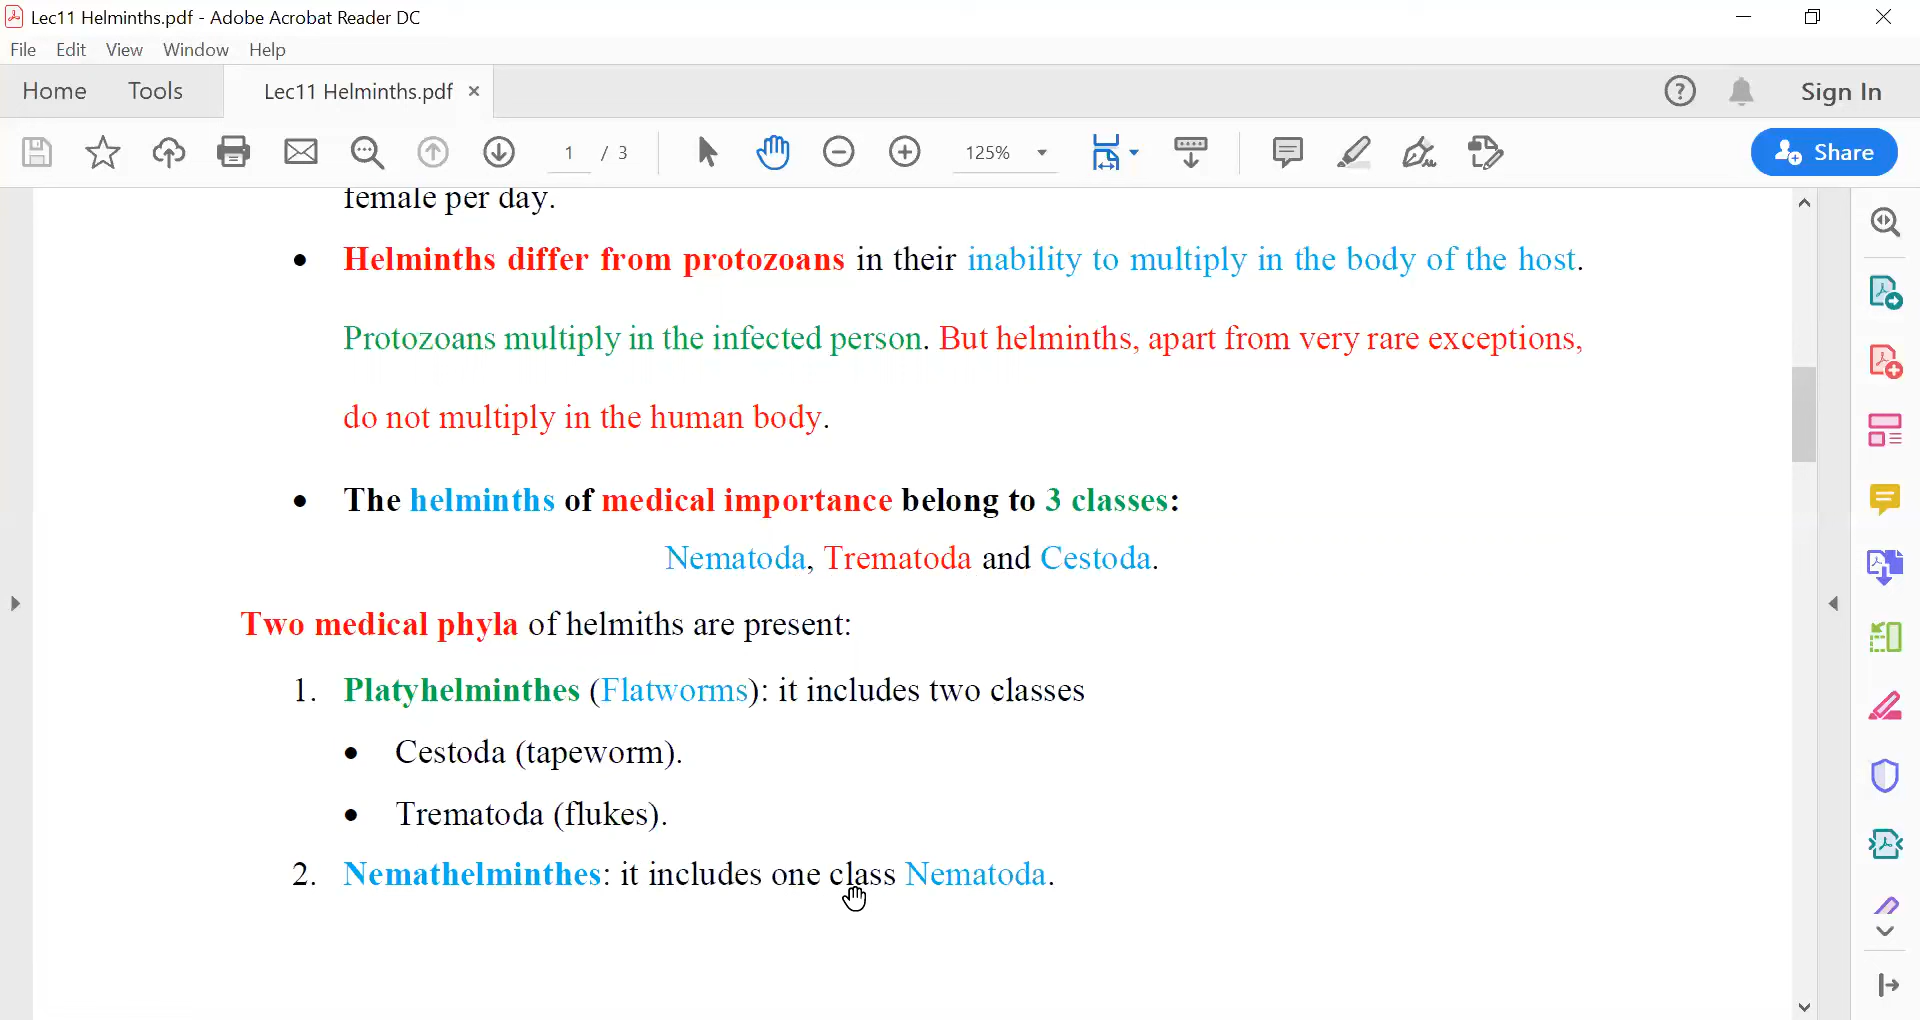 Lec11 Helminths.pdf - Adobe Acrobat Reader DC
File Edit View Window Help
Home Tools Lec11 Helminths.pdf × Sign In
1 / 3 125% Share
female per day.
• Helminths differ from protozoans in their inability to multiply in the body of the host.
Protozoans multiply in the infected person. But helminths, apart from very rare exceptions,
do not multiply in the human body.
• The helminths of medical importance belong to 3 classes:
Nematoda, Trematoda and Cestoda.
Two medical phyla of helmiths are present:
1. Platyhelminthes (Flatworms): it includes two classes
• Cestoda (tapeworm).
• Trematoda (flukes).
2. Nemathelminthes: it includes one class Nematoda.